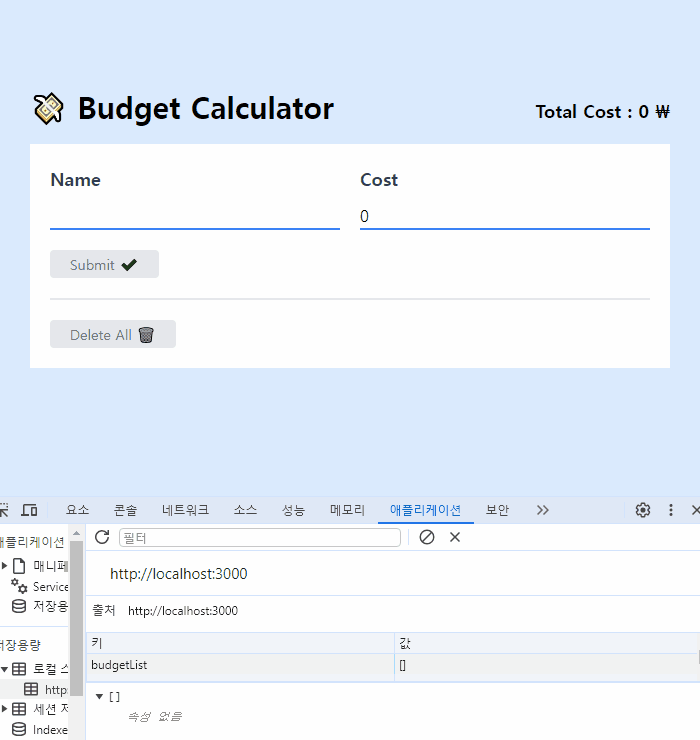 Budget Calculator
Total Cost : 0 ₩
Name
Cost
0
Submit
Delete All
요소 콘솔 네트워크 소스 성능 메모리 애플리케이션 보안
애플리케이션
필터
매니페
http://localhost:3000
Service
저장용
출처 http://localhost:3000
저장용량
키 값
로컬 스
budgetList []
http:
[]
세션 저
속성 없음
Indexe